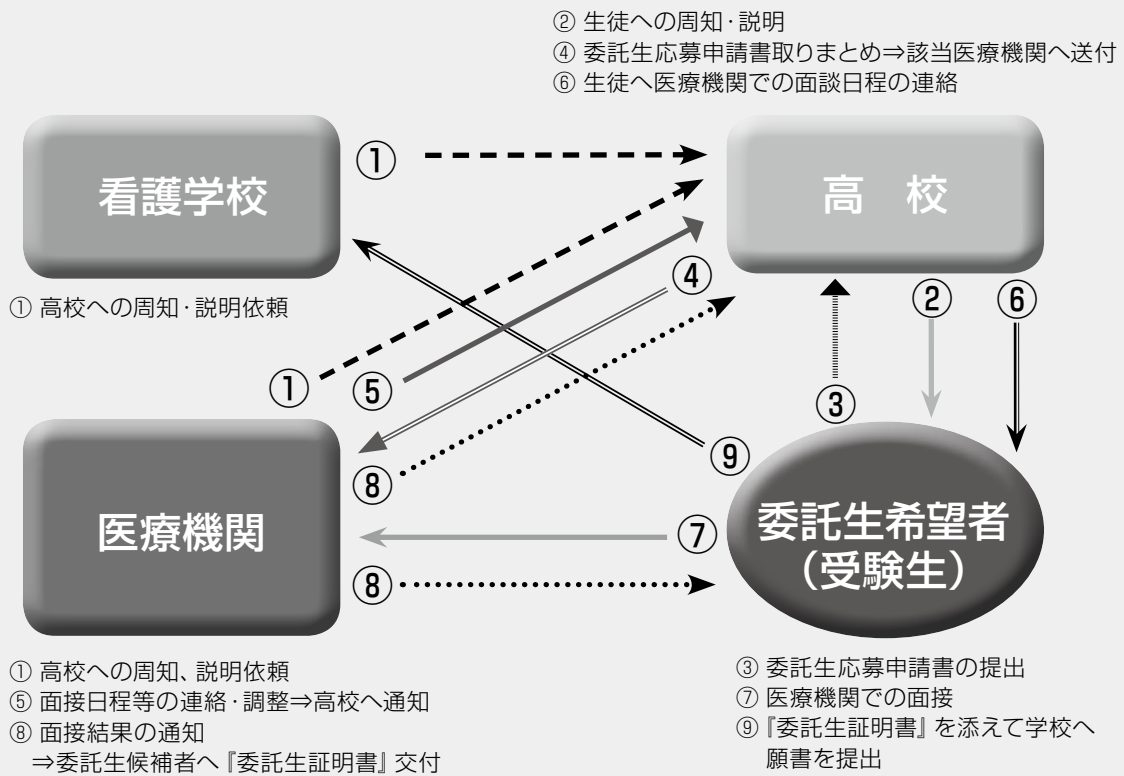 ② 生徒への周知・説明
④ 委託生応募申請書取りまとめ⇒該当医療機関へ送付
⑥ 生徒へ医療機関での面談日程の連絡
看護学校
①
高　校
① 高校への周知・説明依頼
④
②
⑥
①
⑤
③
⑧
⑨
医療機関
⑦
委託生希望者
（受験生）
⑧
① 高校への周知、説明依頼
⑤ 面接日程等の連絡・調整⇒高校へ通知
⑧ 面接結果の通知
⇒委託生候補者へ『委託生証明書』交付
③ 委託生応募申請書の提出
⑦ 医療機関での面接
⑨『委託生証明書』を添えて学校へ
願書を提出